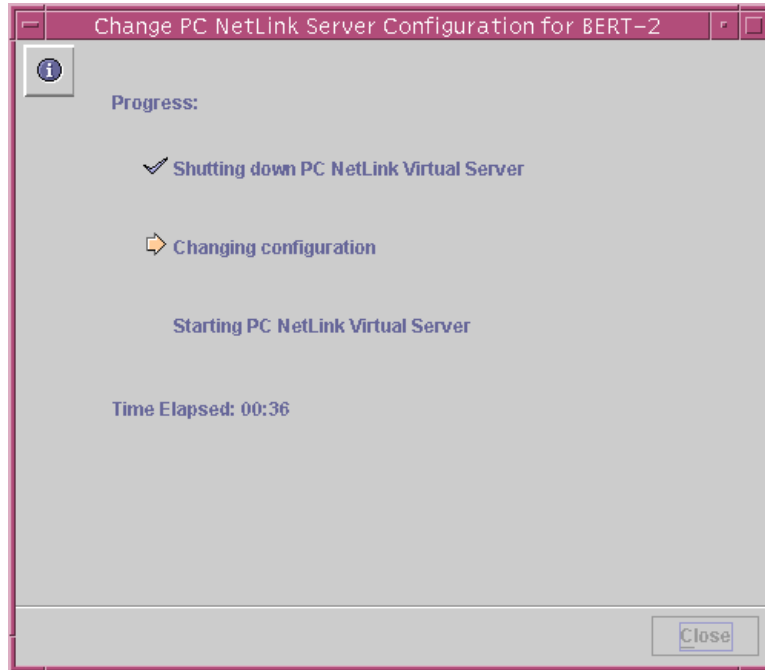 Change PC NetLink Server Configuration for BERT-2
Progress:
Shutting down PC NetLink Virtual Server
Changing configuration
Starting PC NetLink Virtual Server
Time Elapsed: 00:36
Close